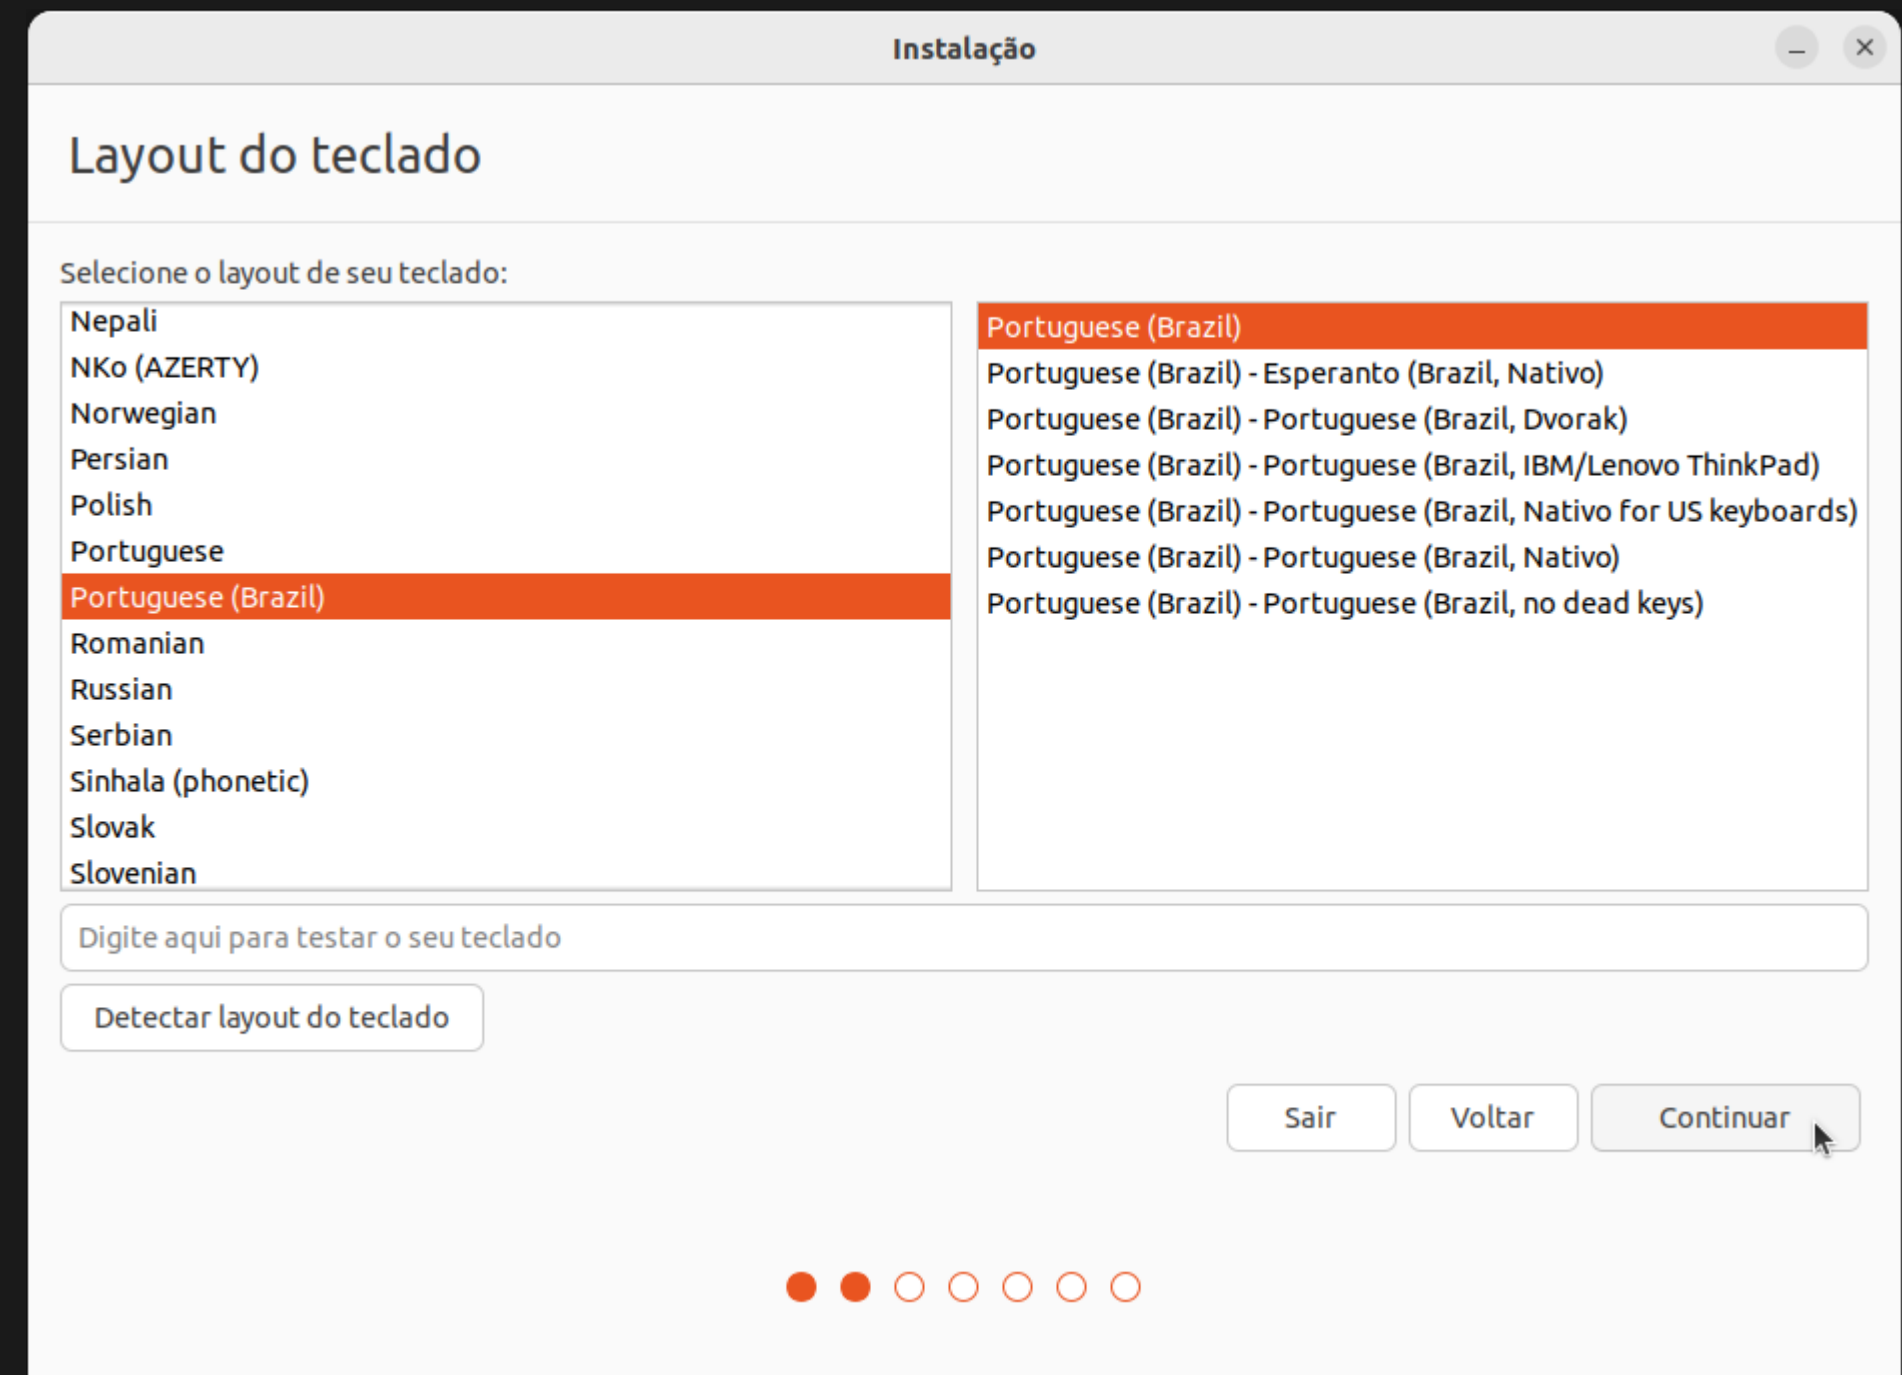 Instalação
Layout do teclado
Selecione o layout de seu teclado:
Nepali
NKo (AZERTY)
Norwegian
Persian
Polish
Portuguese
Portuguese (Brazil)
Romanian
Russian
Serbian
Sinhala (phonetic)
Slovak
Slovenian
Portuguese (Brazil)
Portuguese (Brazil) - Esperanto (Brazil, Nativo)
Portuguese (Brazil) - Portuguese (Brazil, Dvorak)
Portuguese (Brazil) - Portuguese (Brazil, IBM/Lenovo ThinkPad)
Portuguese (Brazil) - Portuguese (Brazil, Nativo for US keyboards)
Portuguese (Brazil) - Portuguese (Brazil, Nativo)
Portuguese (Brazil) - Portuguese (Brazil, no dead keys)
Digite aqui para testar o seu teclado
Detectar layout do teclado
Sair
Voltar
Continuar